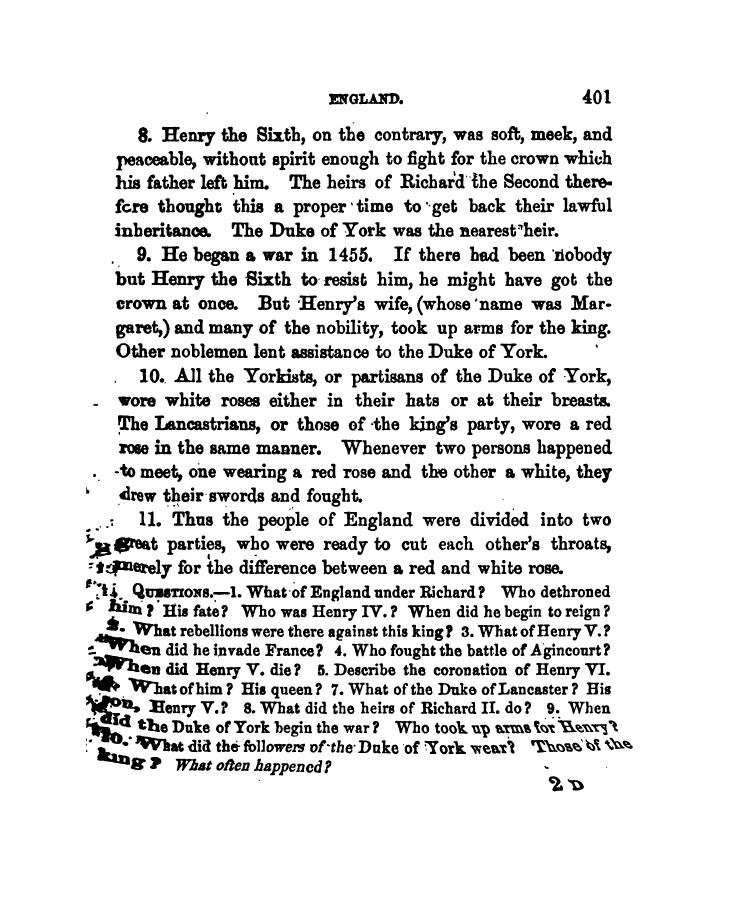 ENGLAND. 401
8. Henry the Sixth, on the contrary, was soft, meek, and
peaceable, without spirit enough to fight for the crown which
his father left him. The heirs of Richard the Second there-
fore thought this a proper time to get back their lawful
inheritance. The Duke of York was the nearest heir.
9. He began a war in 1455. If there had been nobody
but Henry the Sixth to resist him, he might have got the
crown at once. But Henry's wife, (whose name was Mar-
garet,) and many of the nobility, took up arms for the king.
Other noblemen lent assistance to the Duke of York.
10. All the Yorkists, or partisans of the Duke of York,
wore white roses either in their hats or at their breasts.
The Lancastrians, or those of the king's party, wore a red
rose in the same manner. Whenever two persons happened
to meet, one wearing a red rose and the other a white, they
drew their swords and fought.
11. Thus the people of England were divided into two
great parties, who were ready to cut each other's throats,
merely for the difference between a red and white rose.
QUESTIONS.—1. What of England under Richard? Who dethroned
him? His fate? Who was Henry IV.? When did he begin to reign?
2. What rebellions were there against this king? 3. What of Henry V.?
When did he invade France? 4. Who fought the battle of Agincourt?
When did Henry V. die? 5. Describe the coronation of Henry VI.
What of him? His queen? 7. What of the Duke of Lancaster? His
son, Henry V.? 8. What did the heirs of Richard II. do? 9. When
did the Duke of York begin the war? Who took up arms for Henry?
10. What did the followers of the Duke of York wear? Those of the
king? What often happened?
2 D